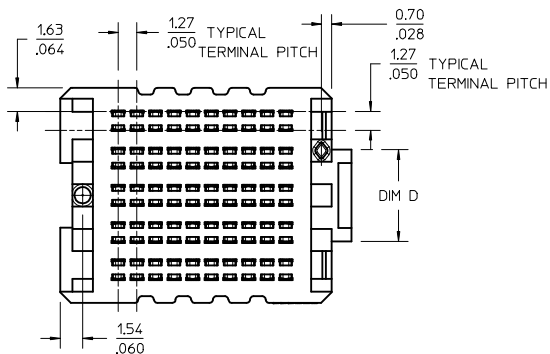 1.63
.064
1.27
.050
TYPICAL
TERMINAL PITCH
0.70
.028
1.27
.050
TYPICAL
TERMINAL PITCH
DIM D
1.54
.060